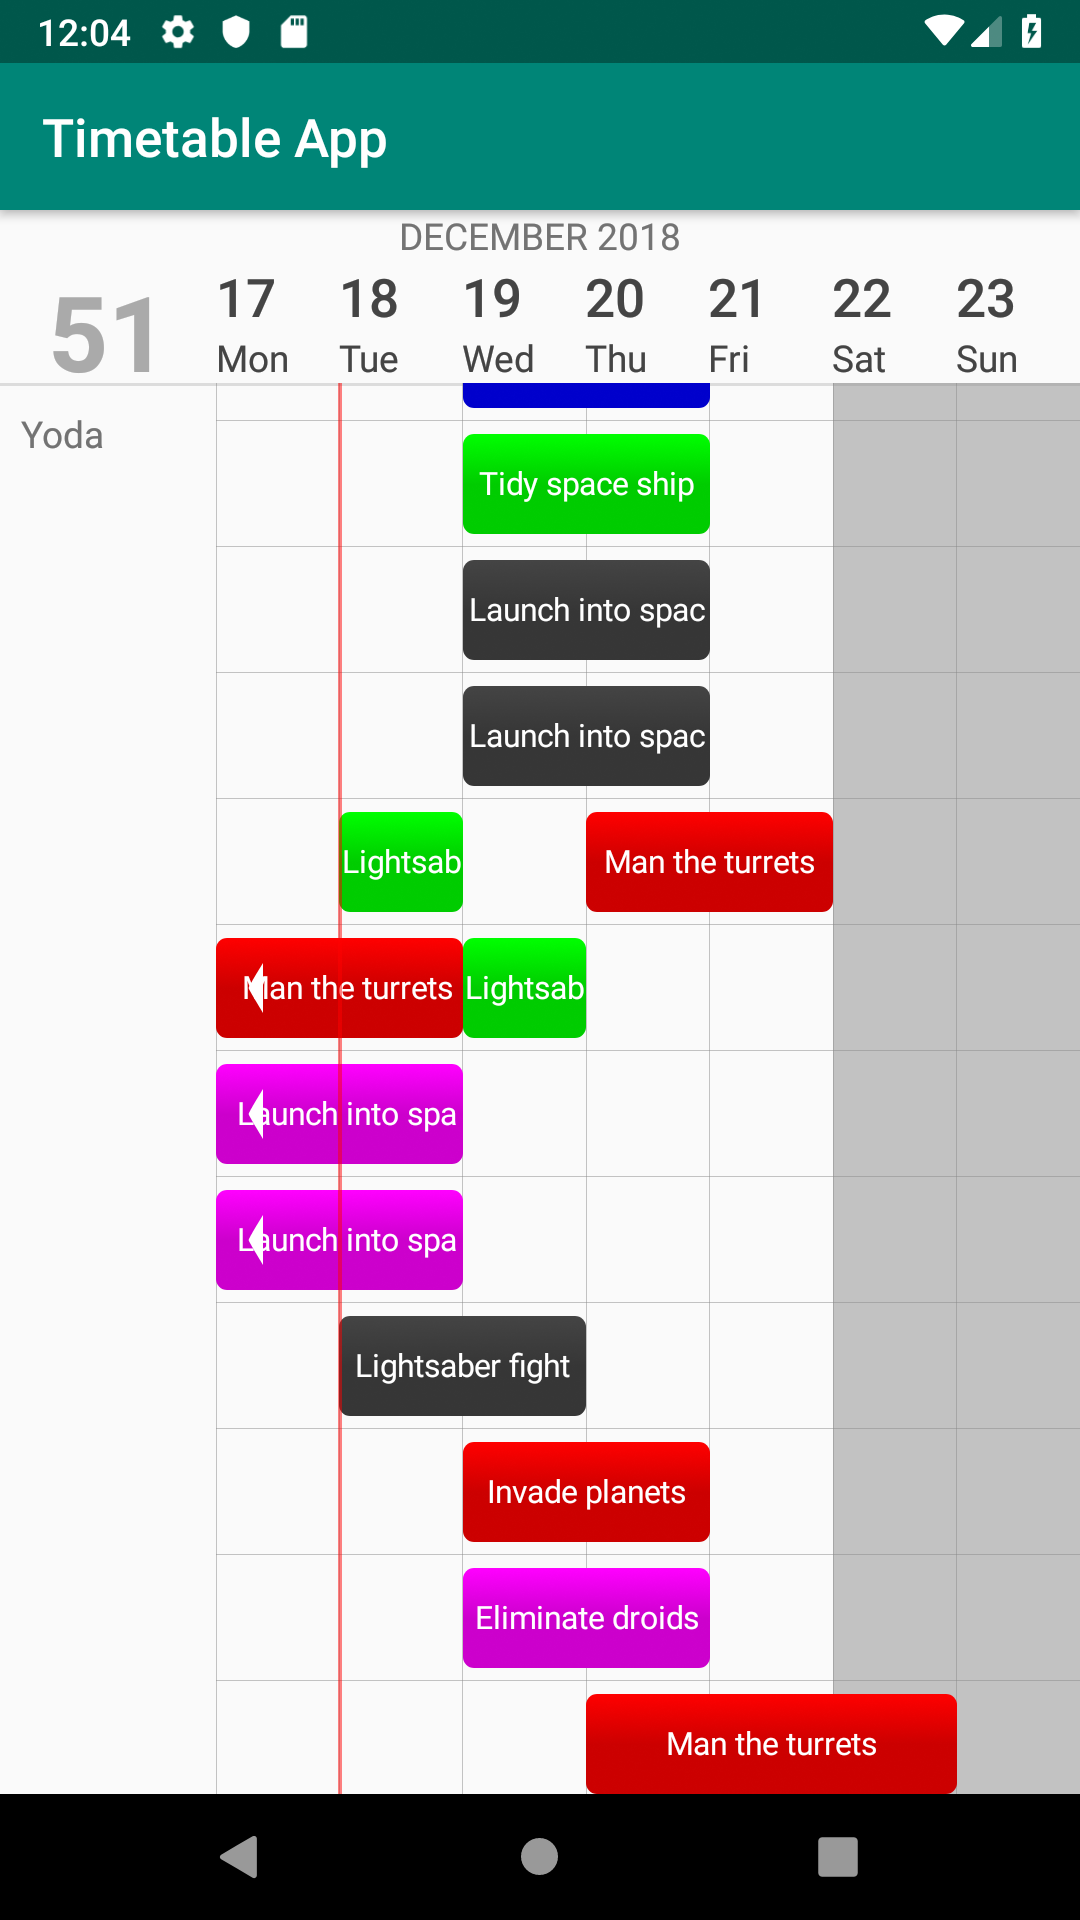 12:04
Timetable App
DECEMBER 2018
51
17 18 19 20 21 22 23
Mon Tue Wed Thu Fri Sat Sun
Yoda
Tidy space ship
Launch into spac
Launch into spac
Lightsab Man the turrets
Man the turrets Lightsab
Launch into spa
Launch into spa
Lightsaber fight
Invade planets
Eliminate droids
Man the turrets